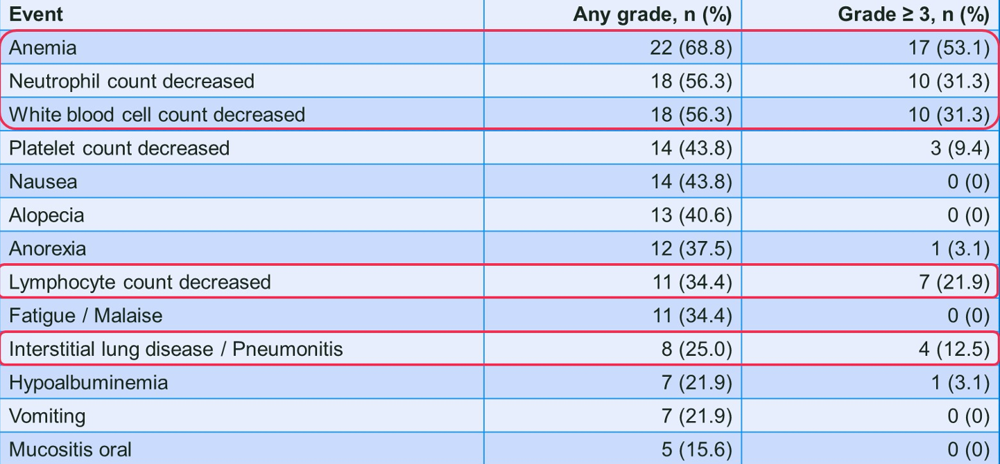 Event Any grade, n (%) Grade ≥ 3, n (%)
Anemia 22 (68.8) 17 (53.1)
Neutrophil count decreased 18 (56.3) 10 (31.3)
White blood cell count decreased 18 (56.3) 10 (31.3)
Platelet count decreased 14 (43.8) 3 (9.4)
Nausea 14 (43.8) 0 (0)
Alopecia 13 (40.6) 0 (0)
Anorexia 12 (37.5) 1 (3.1)
Lymphocyte count decreased 11 (34.4) 7 (21.9)
Fatigue / Malaise 11 (34.4) 0 (0)
Interstitial lung disease / Pneumonitis 8 (25.0) 4 (12.5)
Hypoalbuminemia 7 (21.9) 1 (3.1)
Vomiting 7 (21.9) 0 (0)
Mucositis oral 5 (15.6) 0 (0)